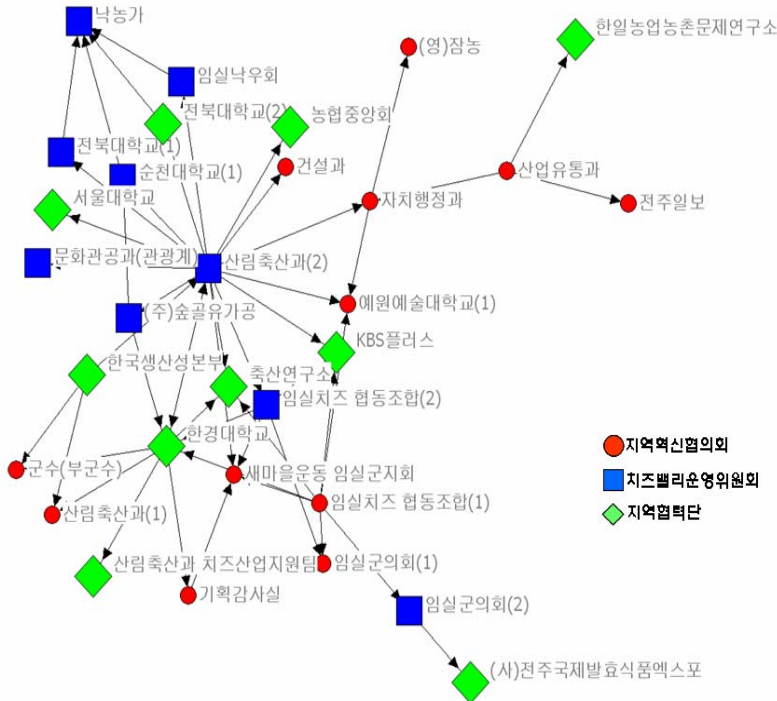 낙농가
(영)잠농
한일농업농촌문제연구소
임실낙우회
전북대학교(2)
농협중앙회
전북대학교(1)
순천대학교(1)
건설과
산업유통과
서울대학교
자치행정과
전주일보
문화관공과(관광계)
산림축산과(2)
(주)숲골유가공
예원예술대학교(1)
KBS플러스
한국생산성본부
축산연구소
임실치즈 협동조합(2)
한경대학교
지역혁신협의회
군수(부군수)
새마을운동 임실군지회
치즈밸리운영위원회
산림축산과(1)
임실치즈 협동조합(1)
지역협력단
산림축산과 치즈산업지원팀
임실군의회(1)
기획감사실
임실군의회(2)
(사)전주국제발효식품엑스포